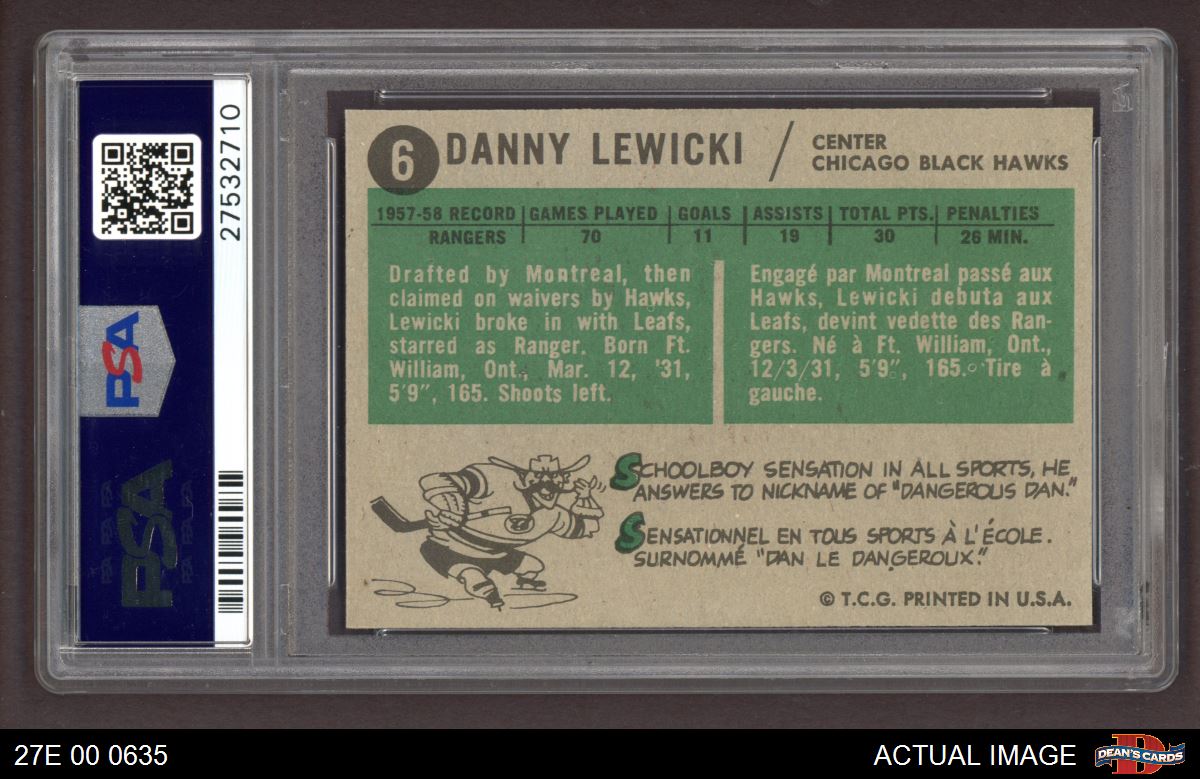 PSA
27532710
PSA
6 DANNY LEWICKI / CENTER
CHICAGO BLACK HAWKS
1957-58 RECORD GAMES PLAYED GOALS ASSISTS TOTAL PTS. PENALTIES
RANGERS 70 11 19 30 26 MIN.
Drafted by Montreal, then
claimed on waivers by Hawks,
Lewicki broke in with Leafs,
starred as Ranger. Born Ft.
William, Ont., Mar. 12, '31,
5'9", 165. Shoots left.
Engagé par Montreal passé aux
Hawks, Lewicki debuta aux
Leafs, devint vedette des Ran-
gers. Né à Ft. William, Ont.,
12/3/31, 5'9", 165. Tire à
gauche.
SCHOOLBOY SENSATION IN ALL SPORTS, HE
ANSWERS TO NICKNAME OF "DANGEROUS DAN."
SENSATIONNEL EN TOUS SPORTS À L'ÉCOLE.
SURNOMMÉ "DAN LE DANGEROUX."
© T.C.G. PRINTED IN U.S.A.
27E 00 0635
ACTUAL IMAGE
DEAN'S CARDS